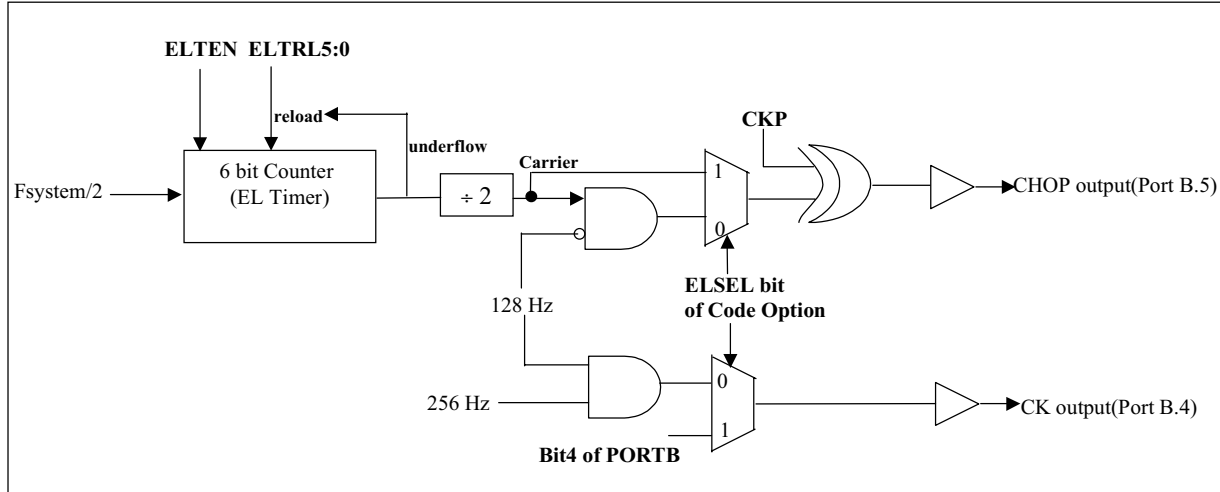 ELTEN ELTRL5:0
reload
underflow
CKP
6 bit Counter
(EL Timer)
Carrier
1
Fsystem/2
÷ 2
CHOP output(Port B.5)
0
128 Hz
ELSEL bit
of Code Option
0
256 Hz
CK output(Port B.4)
1
Bit4 of PORTB